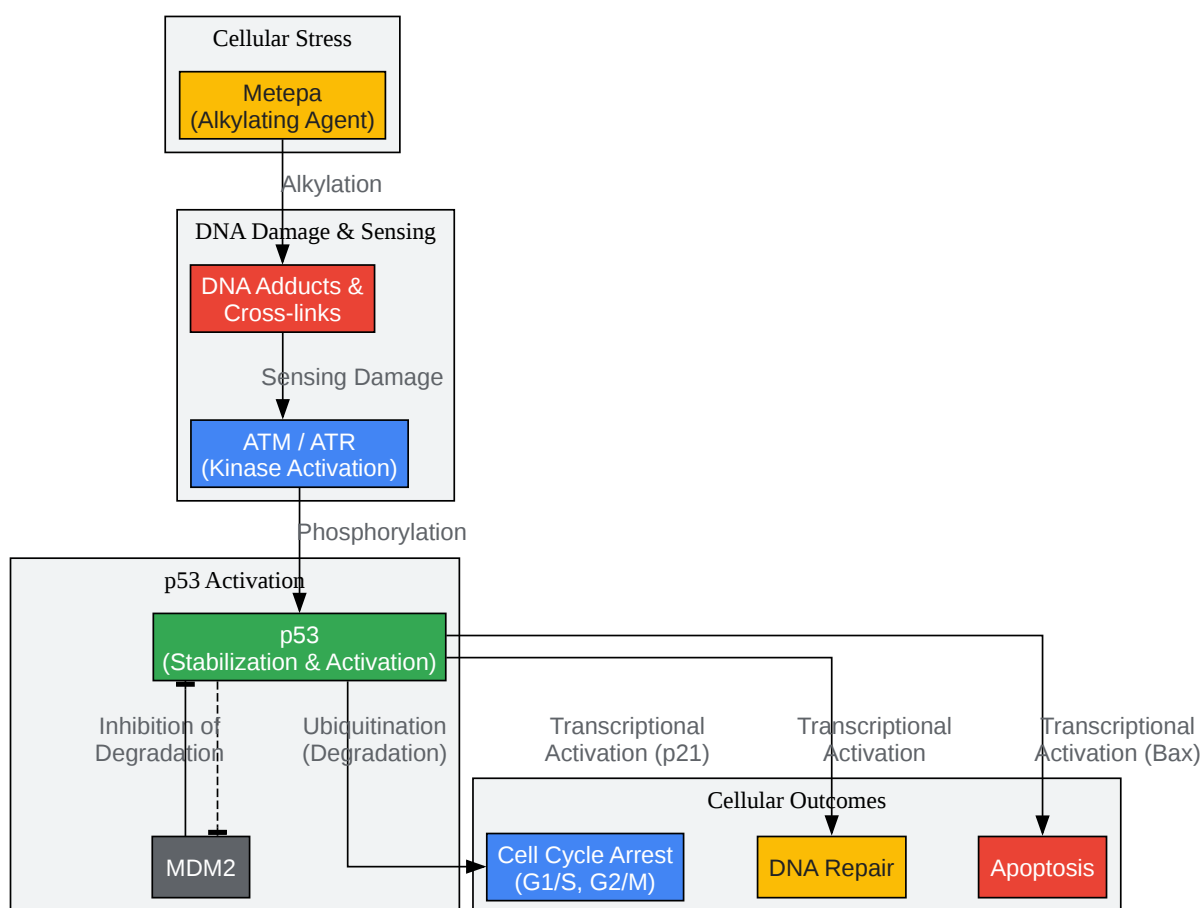 Cellular Stress
Metepa
(Alkylating Agent)
Alkylation
DNA Damage & Sensing
DNA Adducts &
Cross-links
Sensing Damage
ATM / ATR
(Kinase Activation)
Phosphorylation
p53 Activation
p53
(Stabilization & Activation)
Inhibition of
Degradation
Ubiquitination
(Degradation)
Transcriptional
Activation (p21)
Transcriptional
Activation
Transcriptional
Activation (Bax)
Cellular Outcomes
MDM2
Cell Cycle Arrest
(G1/S, G2/M)
DNA Repair
Apoptosis